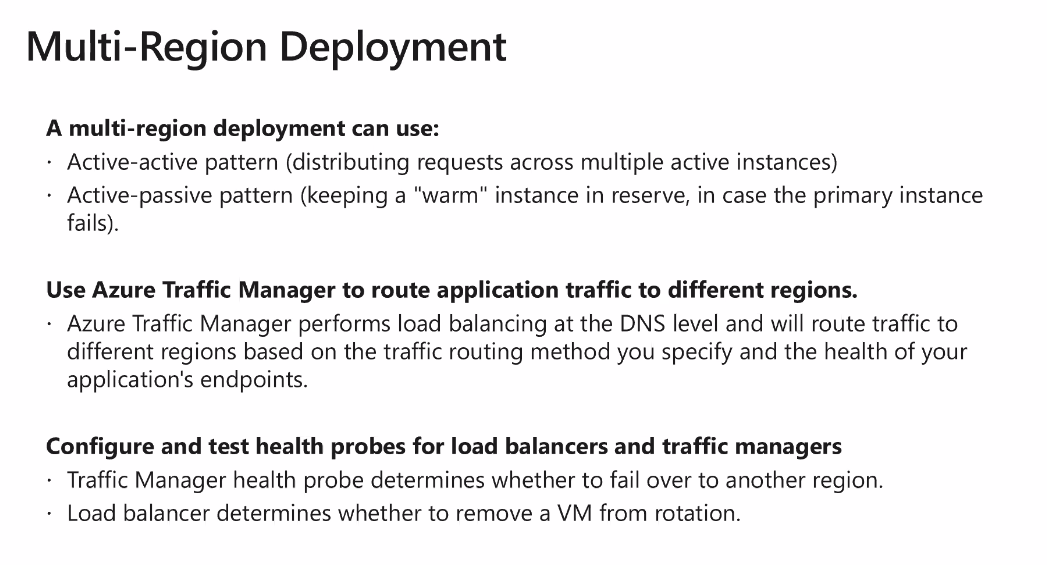 Multi-Region Deployment
A multi-region deployment can use:
· Active-active pattern (distributing requests across multiple active instances)
· Active-passive pattern (keeping a "warm" instance in reserve, in case the primary instance
fails).
Use Azure Traffic Manager to route application traffic to different regions.
· Azure Traffic Manager performs load balancing at the DNS level and will route traffic to
different regions based on the traffic routing method you specify and the health of your
application's endpoints.
Configure and test health probes for load balancers and traffic managers
· Traffic Manager health probe determines whether to fail over to another region.
· Load balancer determines whether to remove a VM from rotation.